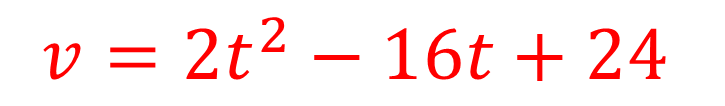 v = 2t² − 16t + 24